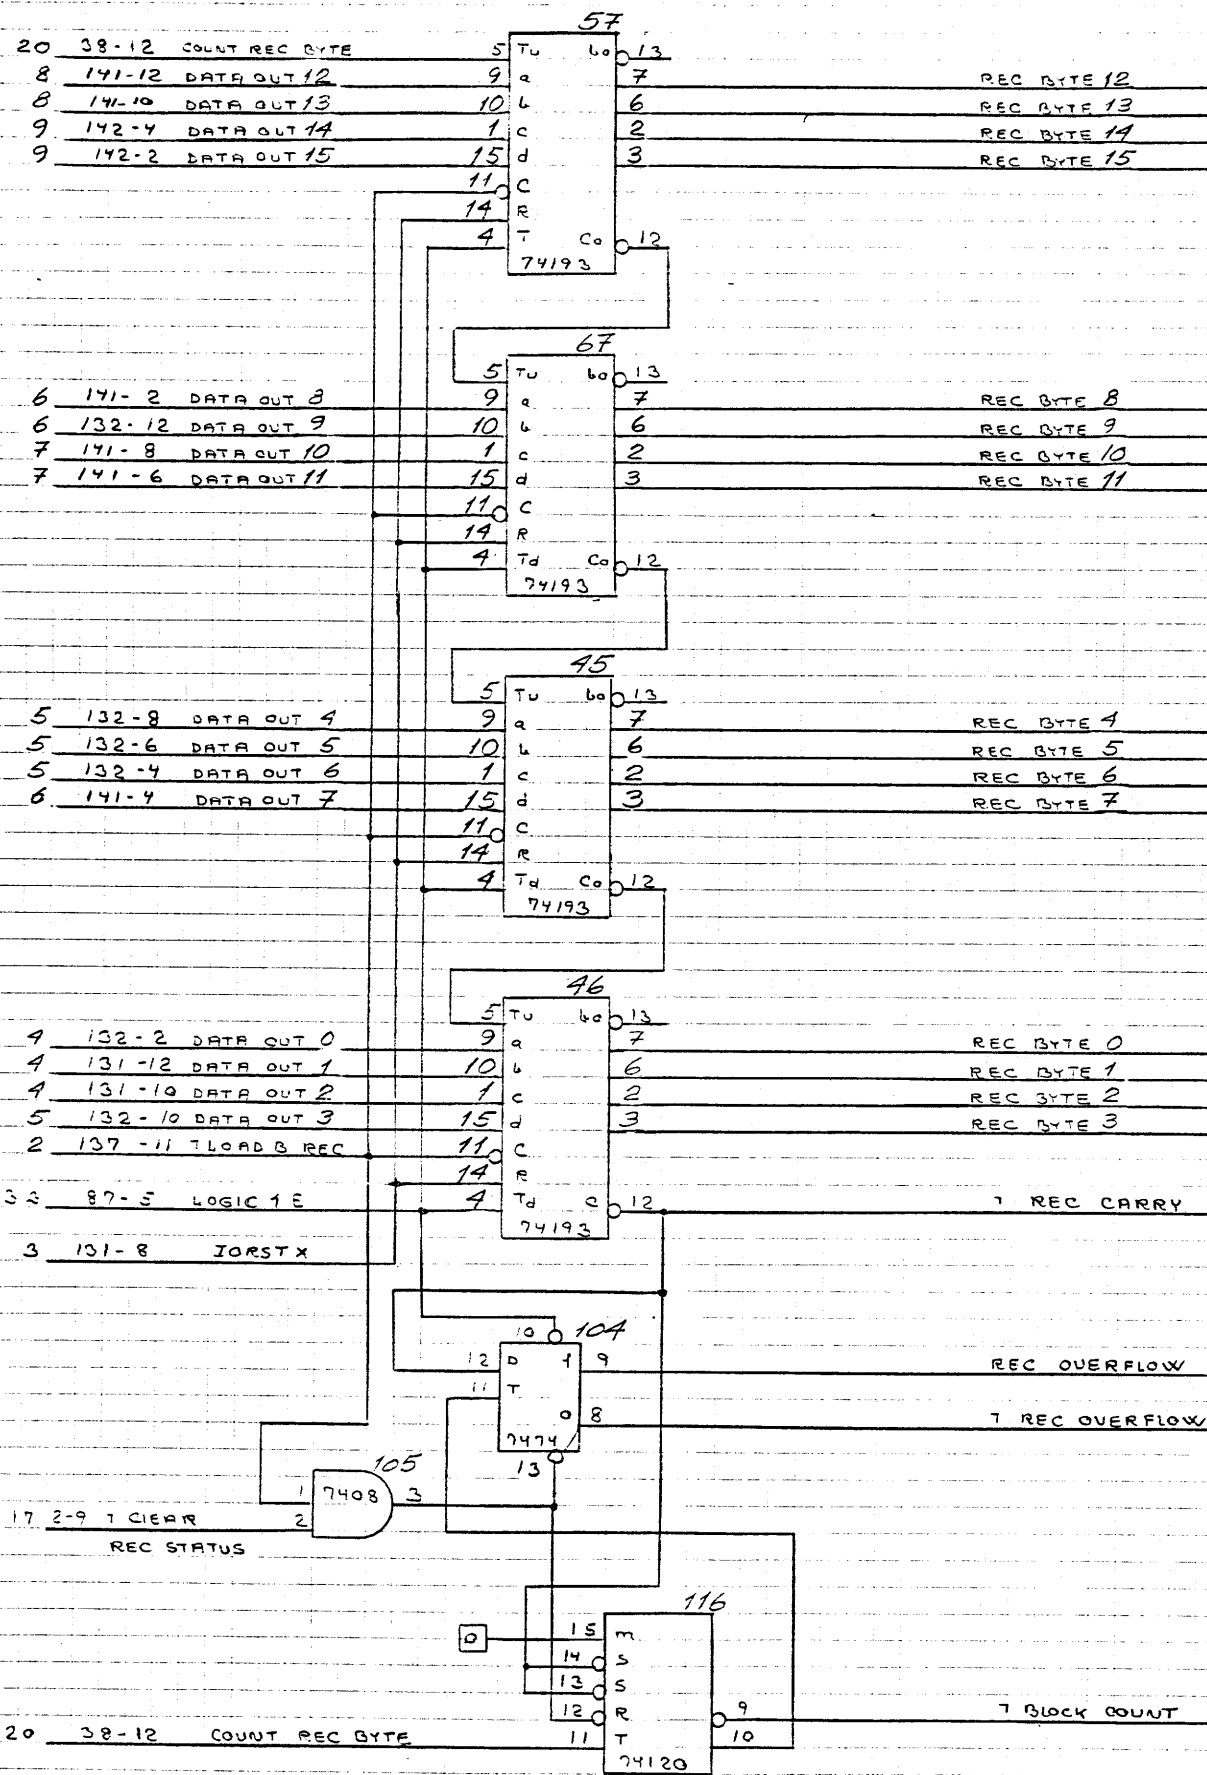 57
20 38-12 COUNT REC BYTE 5 Tu bo 13
8 141-12 DATA OUT 12 9 a 7 REC BYTE 12
8 141-10 DATA OUT 13 10 b 6 REC BYTE 13
9 142-4 DATA OUT 14 1 c 2 REC BYTE 14
9 142-2 DATA OUT 15 15 d 3 REC BYTE 15
11 C
14 R
4 T Co 12
74193
67
5 Tu bo 13
6 141-2 DATA OUT 8 9 a 7 REC BYTE 8
6 132-12 DATA OUT 9 10 b 6 REC BYTE 9
7 141-8 DATA OUT 10 1 c 2 REC BYTE 10
7 141-6 DATA OUT 11 15 d 3 REC BYTE 11
11 C
14 R
4 Td Co 12
74193
45
5 Tu bo 13
5 132-8 DATA OUT 4 9 a 7 REC BYTE 4
5 132-6 DATA OUT 5 10 b 6 REC BYTE 5
5 132-4 DATA OUT 6 1 c 2 REC BYTE 6
6 141-4 DATA OUT 7 15 d 3 REC BYTE 7
11 C
14 R
4 Td Co 12
74193
46
5 Tu bo 13
4 132-2 DATA OUT 0 9 a 7 REC BYTE 0
4 131-12 DATA OUT 1 10 b 6 REC BYTE 1
4 131-10 DATA OUT 2 1 c 2 REC BYTE 2
5 132-10 DATA OUT 3 15 d 3 REC BYTE 3
2 137-11 ¬LOAD B REC 11 C
14 R
87-5 LOGIC 1 E 4 Td C 12 ¬ REC CARRY
74193
3 131-8 IORST X
10 104
12 D 1 9 REC OVERFLOW
11 T
0 8 ¬ REC OVERFLOW
7474
13
105
1 7408 3
17 2-9 ¬ CLEAR 2
REC STATUS
116
0 15 m
14 S
13 S
12 R 9 ¬ BLOCK COUNT
20 38-12 COUNT REC BYTE 11 T 10
74120